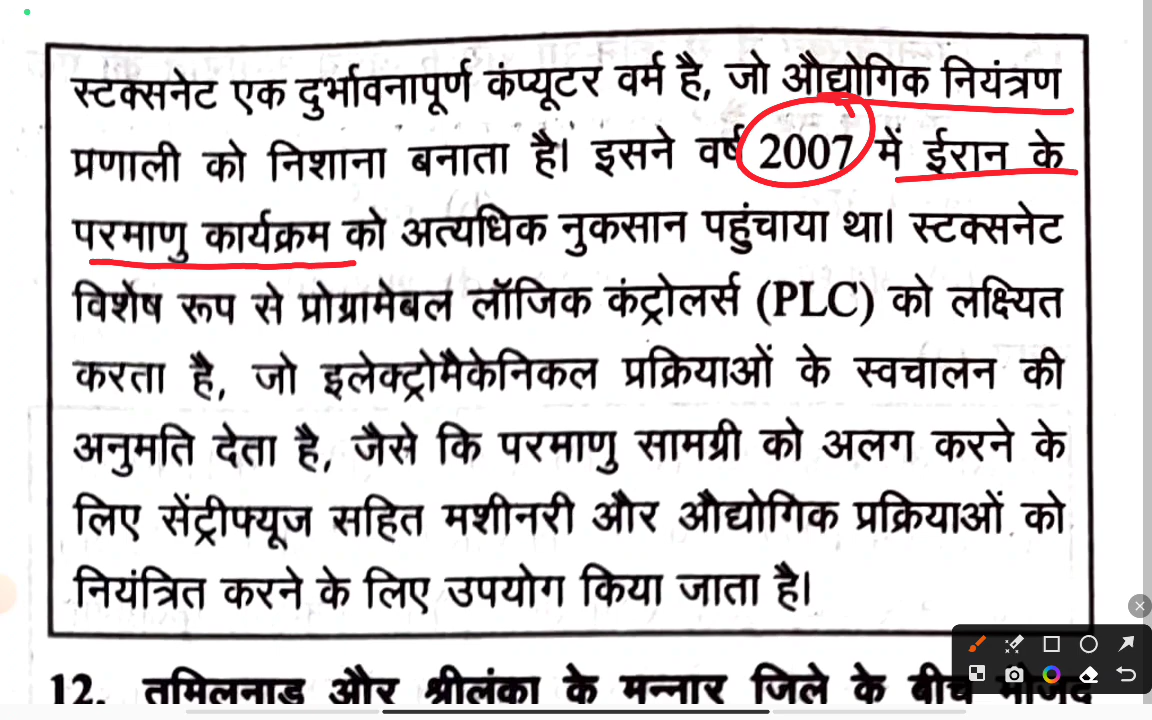 स्टक्सनेट एक दुर्भावनापूर्ण कंप्यूटर वर्म है, जो औद्योगिक नियंत्रण
प्रणाली को निशाना बनाता है। इसने वर्ष 2007 में ईरान के
परमाणु कार्यक्रम को अत्यधिक नुकसान पहुंचाया था। स्टक्सनेट
विशेष रूप से प्रोग्रामेबल लॉजिक कंट्रोलर्स (PLC) को लक्ष्यित
करता है, जो इलेक्ट्रोमैकेनिकल प्रक्रियाओं के स्वचालन की
अनुमति देता है, जैसे कि परमाणु सामग्री को अलग करने के
लिए सेंट्रीफ्यूज सहित मशीनरी और औद्योगिक प्रक्रियाओं को
नियंत्रित करने के लिए उपयोग किया जाता है।
12. तमिलनाडु और श्रीलंका के मन्नार जिले के बीच